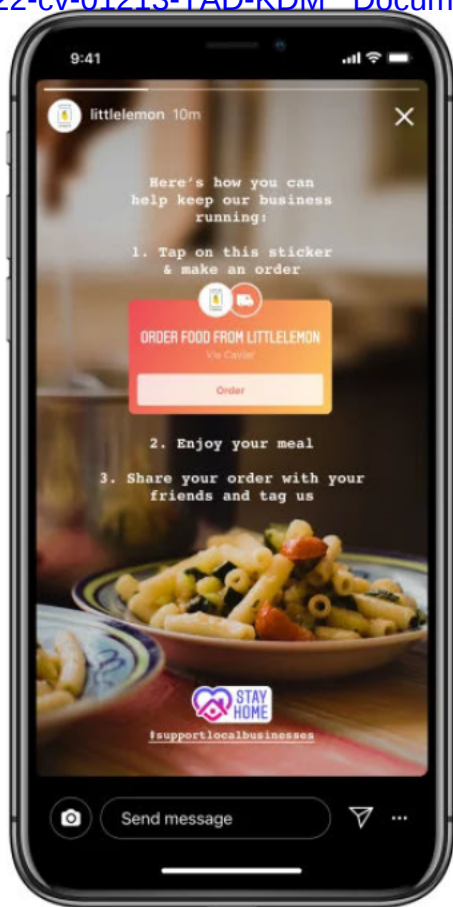 22-cv-01213-TAD-KDM Docum
9:41
littlelemon 10m
Here's how you can
help keep our business
running:
1. Tap on this sticker
& make an order
ORDER FOOD FROM LITTLELEMON
Via Caviar
Order
2. Enjoy your meal
3. Share your order with your
friends and tag us
STAY
HOME
#supportlocalbusinesses
Send message